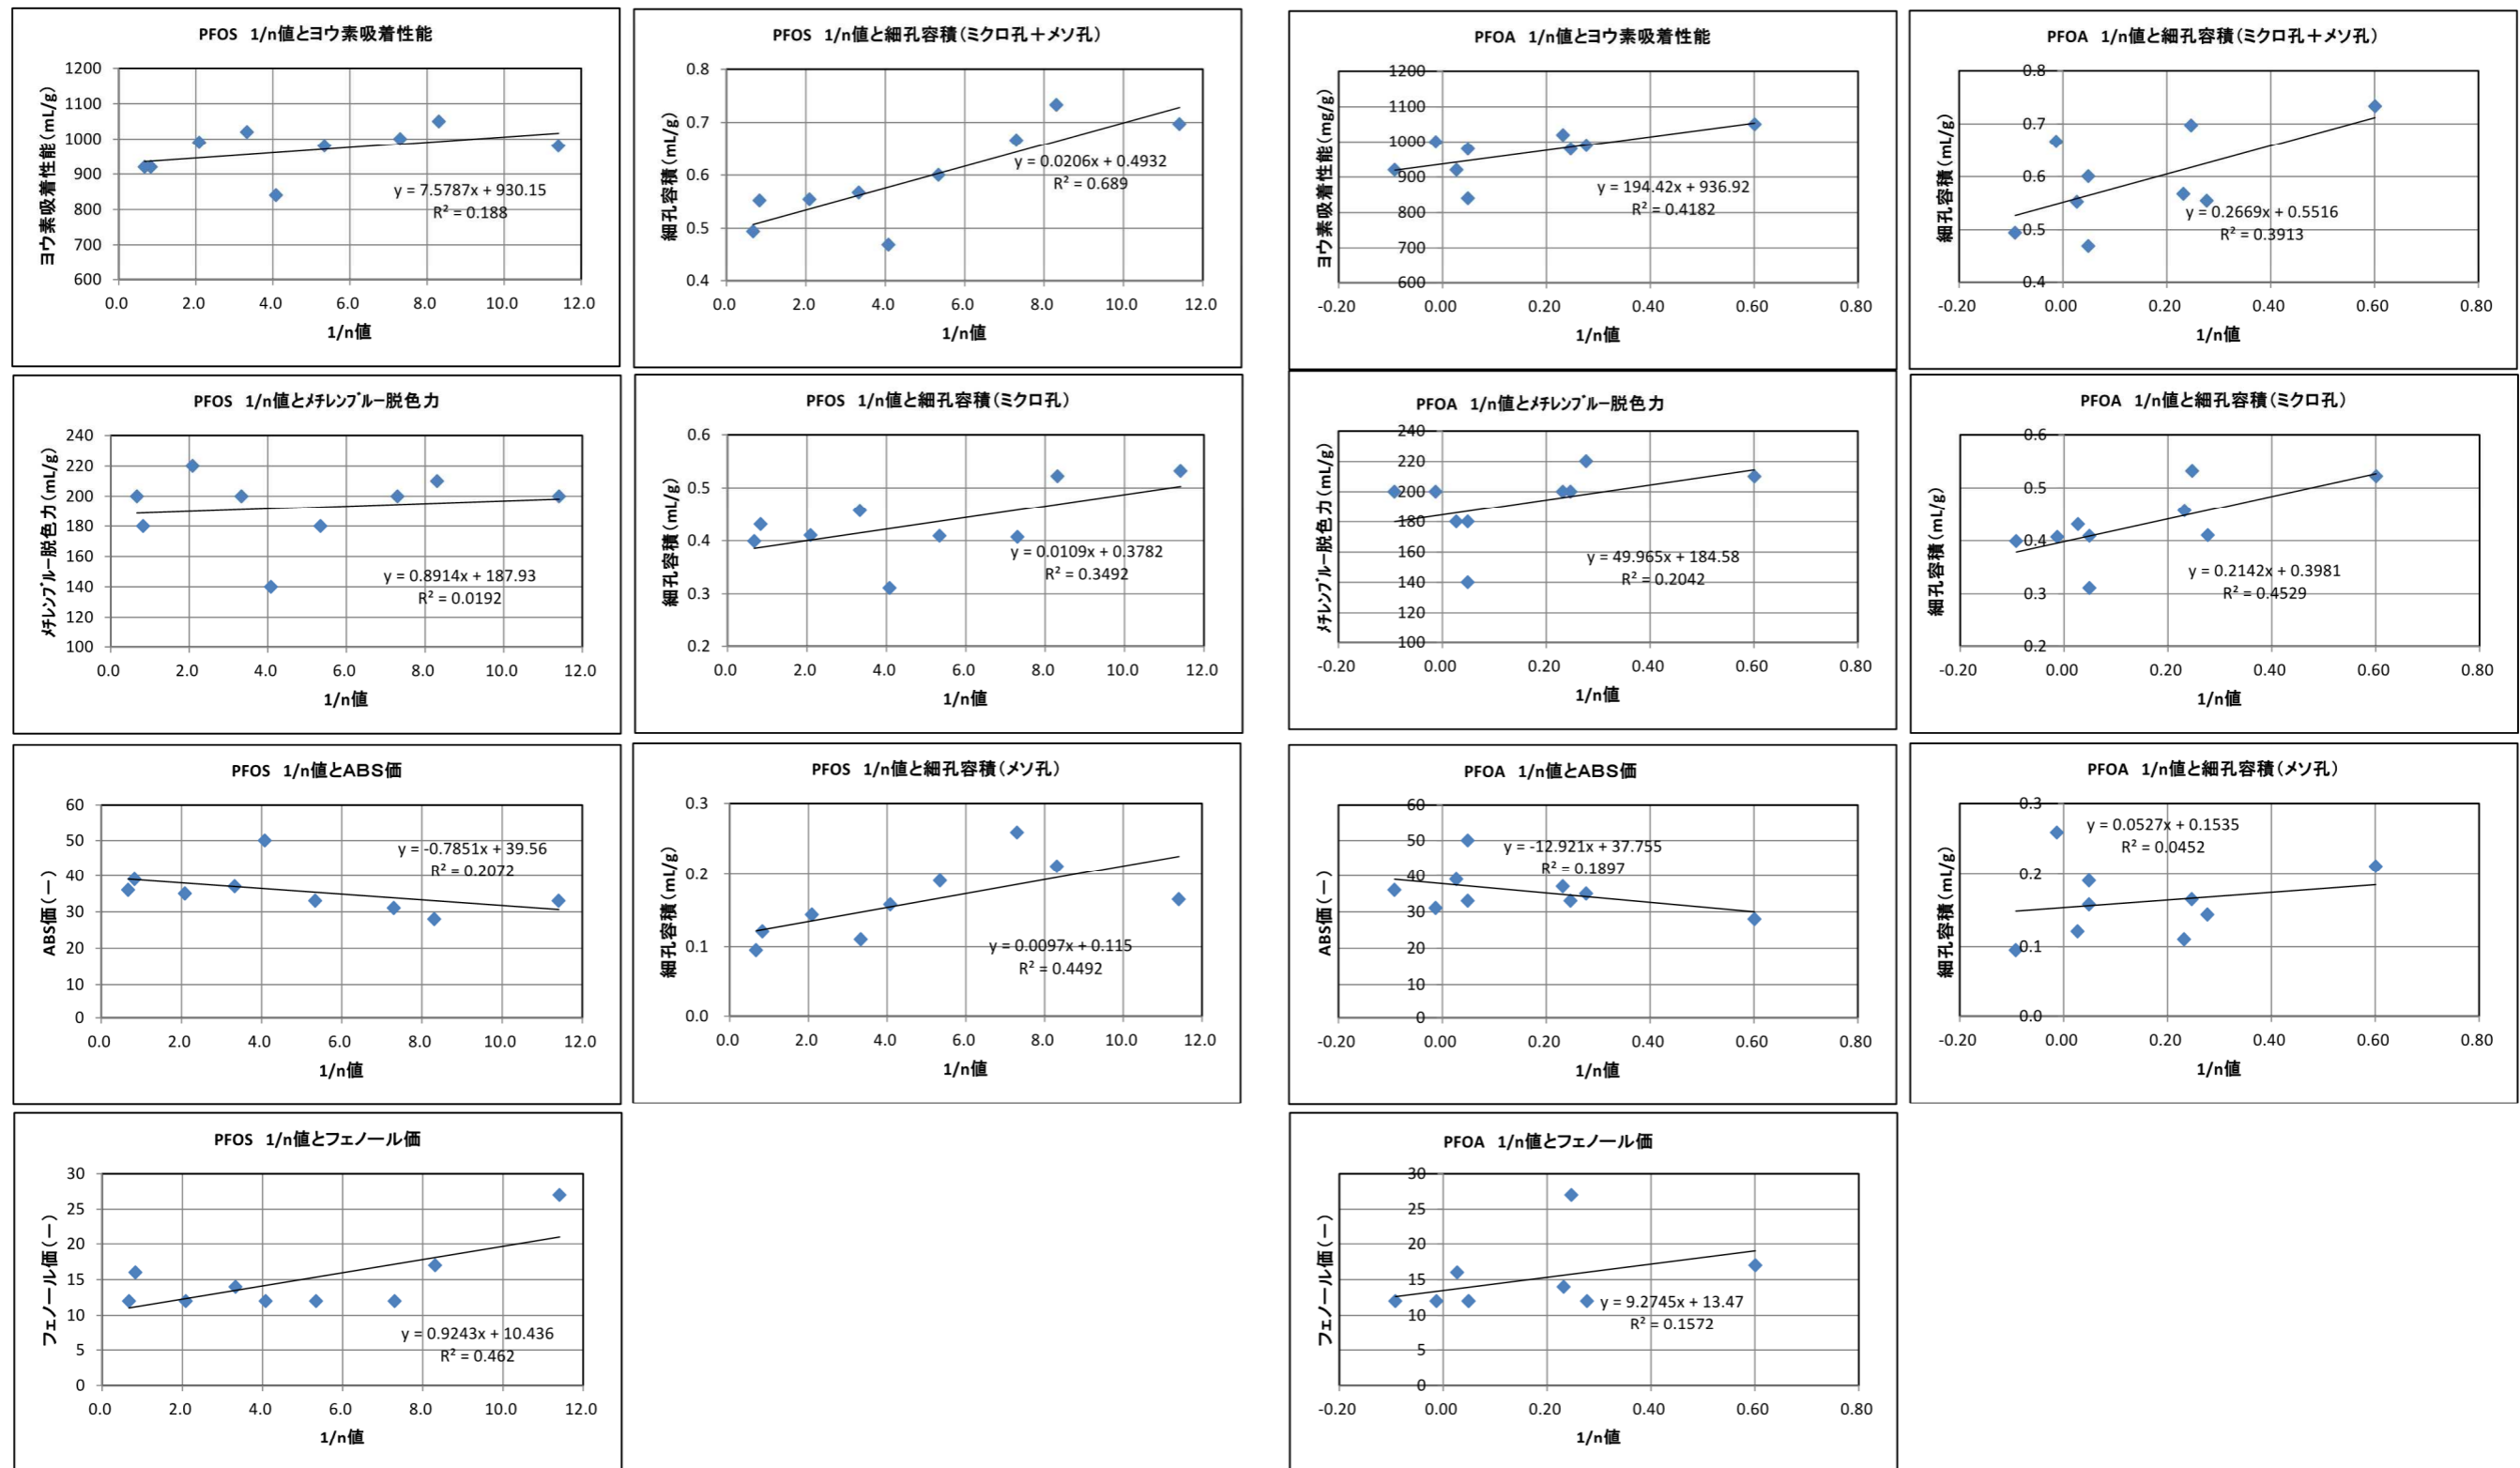 PFOS 1/n値とヨウ素吸着性能
ヨウ素吸着性能(mL/g)
1200
1100
1000
900
800
700
600
y = 7.5787x + 930.15
R² = 0.188
0.0 2.0 4.0 6.0 8.0 10.0 12.0
1/n値
PFOS 1/n値と細孔容積(ミクロ孔+メソ孔)
細孔容積(mL/g)
0.8
0.7
0.6
0.5
0.4
y = 0.0206x + 0.4932
R² = 0.689
0.0 2.0 4.0 6.0 8.0 10.0 12.0
1/n値
PFOA 1/n値とヨウ素吸着性能
ヨウ素吸着性能(mg/g)
1200
1100
1000
900
800
700
600
y = 194.42x + 936.92
R² = 0.4182
-0.20 0.00 0.20 0.40 0.60 0.80
1/n値
PFOA 1/n値と細孔容積(ミクロ孔+メソ孔)
細孔容積(mL/g)
0.8
0.7
0.6
0.5
0.4
y = 0.2669x + 0.5516
R² = 0.3913
-0.20 0.00 0.20 0.40 0.60 0.80
1/n値
PFOS 1/n値とメチレンブルー脱色力
メチレンブルー脱色力(mL/g)
240
220
200
180
160
140
120
100
y = 0.8914x + 187.93
R² = 0.0192
0.0 2.0 4.0 6.0 8.0 10.0 12.0
1/n値
PFOS 1/n値と細孔容積(ミクロ孔)
細孔容積(mL/g)
0.6
0.5
0.4
0.3
0.2
y = 0.0109x + 0.3782
R² = 0.3492
0.0 2.0 4.0 6.0 8.0 10.0 12.0
1/n値
PFOA 1/n値とメチレンブルー脱色力
メチレンブルー脱色力(mL/g)
240
220
200
180
160
140
120
100
y = 49.965x + 184.58
R² = 0.2042
-0.20 0.00 0.20 0.40 0.60 0.80
1/n値
PFOA 1/n値と細孔容積(ミクロ孔)
細孔容積(mL/g)
0.6
0.5
0.4
0.3
0.2
y = 0.2142x + 0.3981
R² = 0.4529
-0.20 0.00 0.20 0.40 0.60 0.80
1/n値
PFOS 1/n値とABS価
ABS価(ー)
60
50
40
30
20
10
0
y = -0.7851x + 39.56
R² = 0.2072
0.0 2.0 4.0 6.0 8.0 10.0 12.0
1/n値
PFOS 1/n値と細孔容積(メソ孔)
細孔容積(mL/g)
0.3
0.2
0.1
0.0
y = 0.0097x + 0.115
R² = 0.4492
0.0 2.0 4.0 6.0 8.0 10.0 12.0
1/n値
PFOA 1/n値とABS価
ABS価(ー)
60
50
40
30
20
10
0
y = -12.921x + 37.755
R² = 0.1897
-0.20 0.00 0.20 0.40 0.60 0.80
1/n値
PFOA 1/n値と細孔容積(メソ孔)
細孔容積(mL/g)
0.3
0.2
0.1
0.0
y = 0.0527x + 0.1535
R² = 0.0452
-0.20 0.00 0.20 0.40 0.60 0.80
1/n値
PFOS 1/n値とフェノール価
フェノール価(ー)
30
25
20
15
10
5
0
y = 0.9243x + 10.436
R² = 0.462
0.0 2.0 4.0 6.0 8.0 10.0 12.0
1/n値
PFOA 1/n値とフェノール価
フェノール価(ー)
30
25
20
15
10
5
0
y = 9.2745x + 13.47
R² = 0.1572
-0.20 0.00 0.20 0.40 0.60 0.80
1/n値